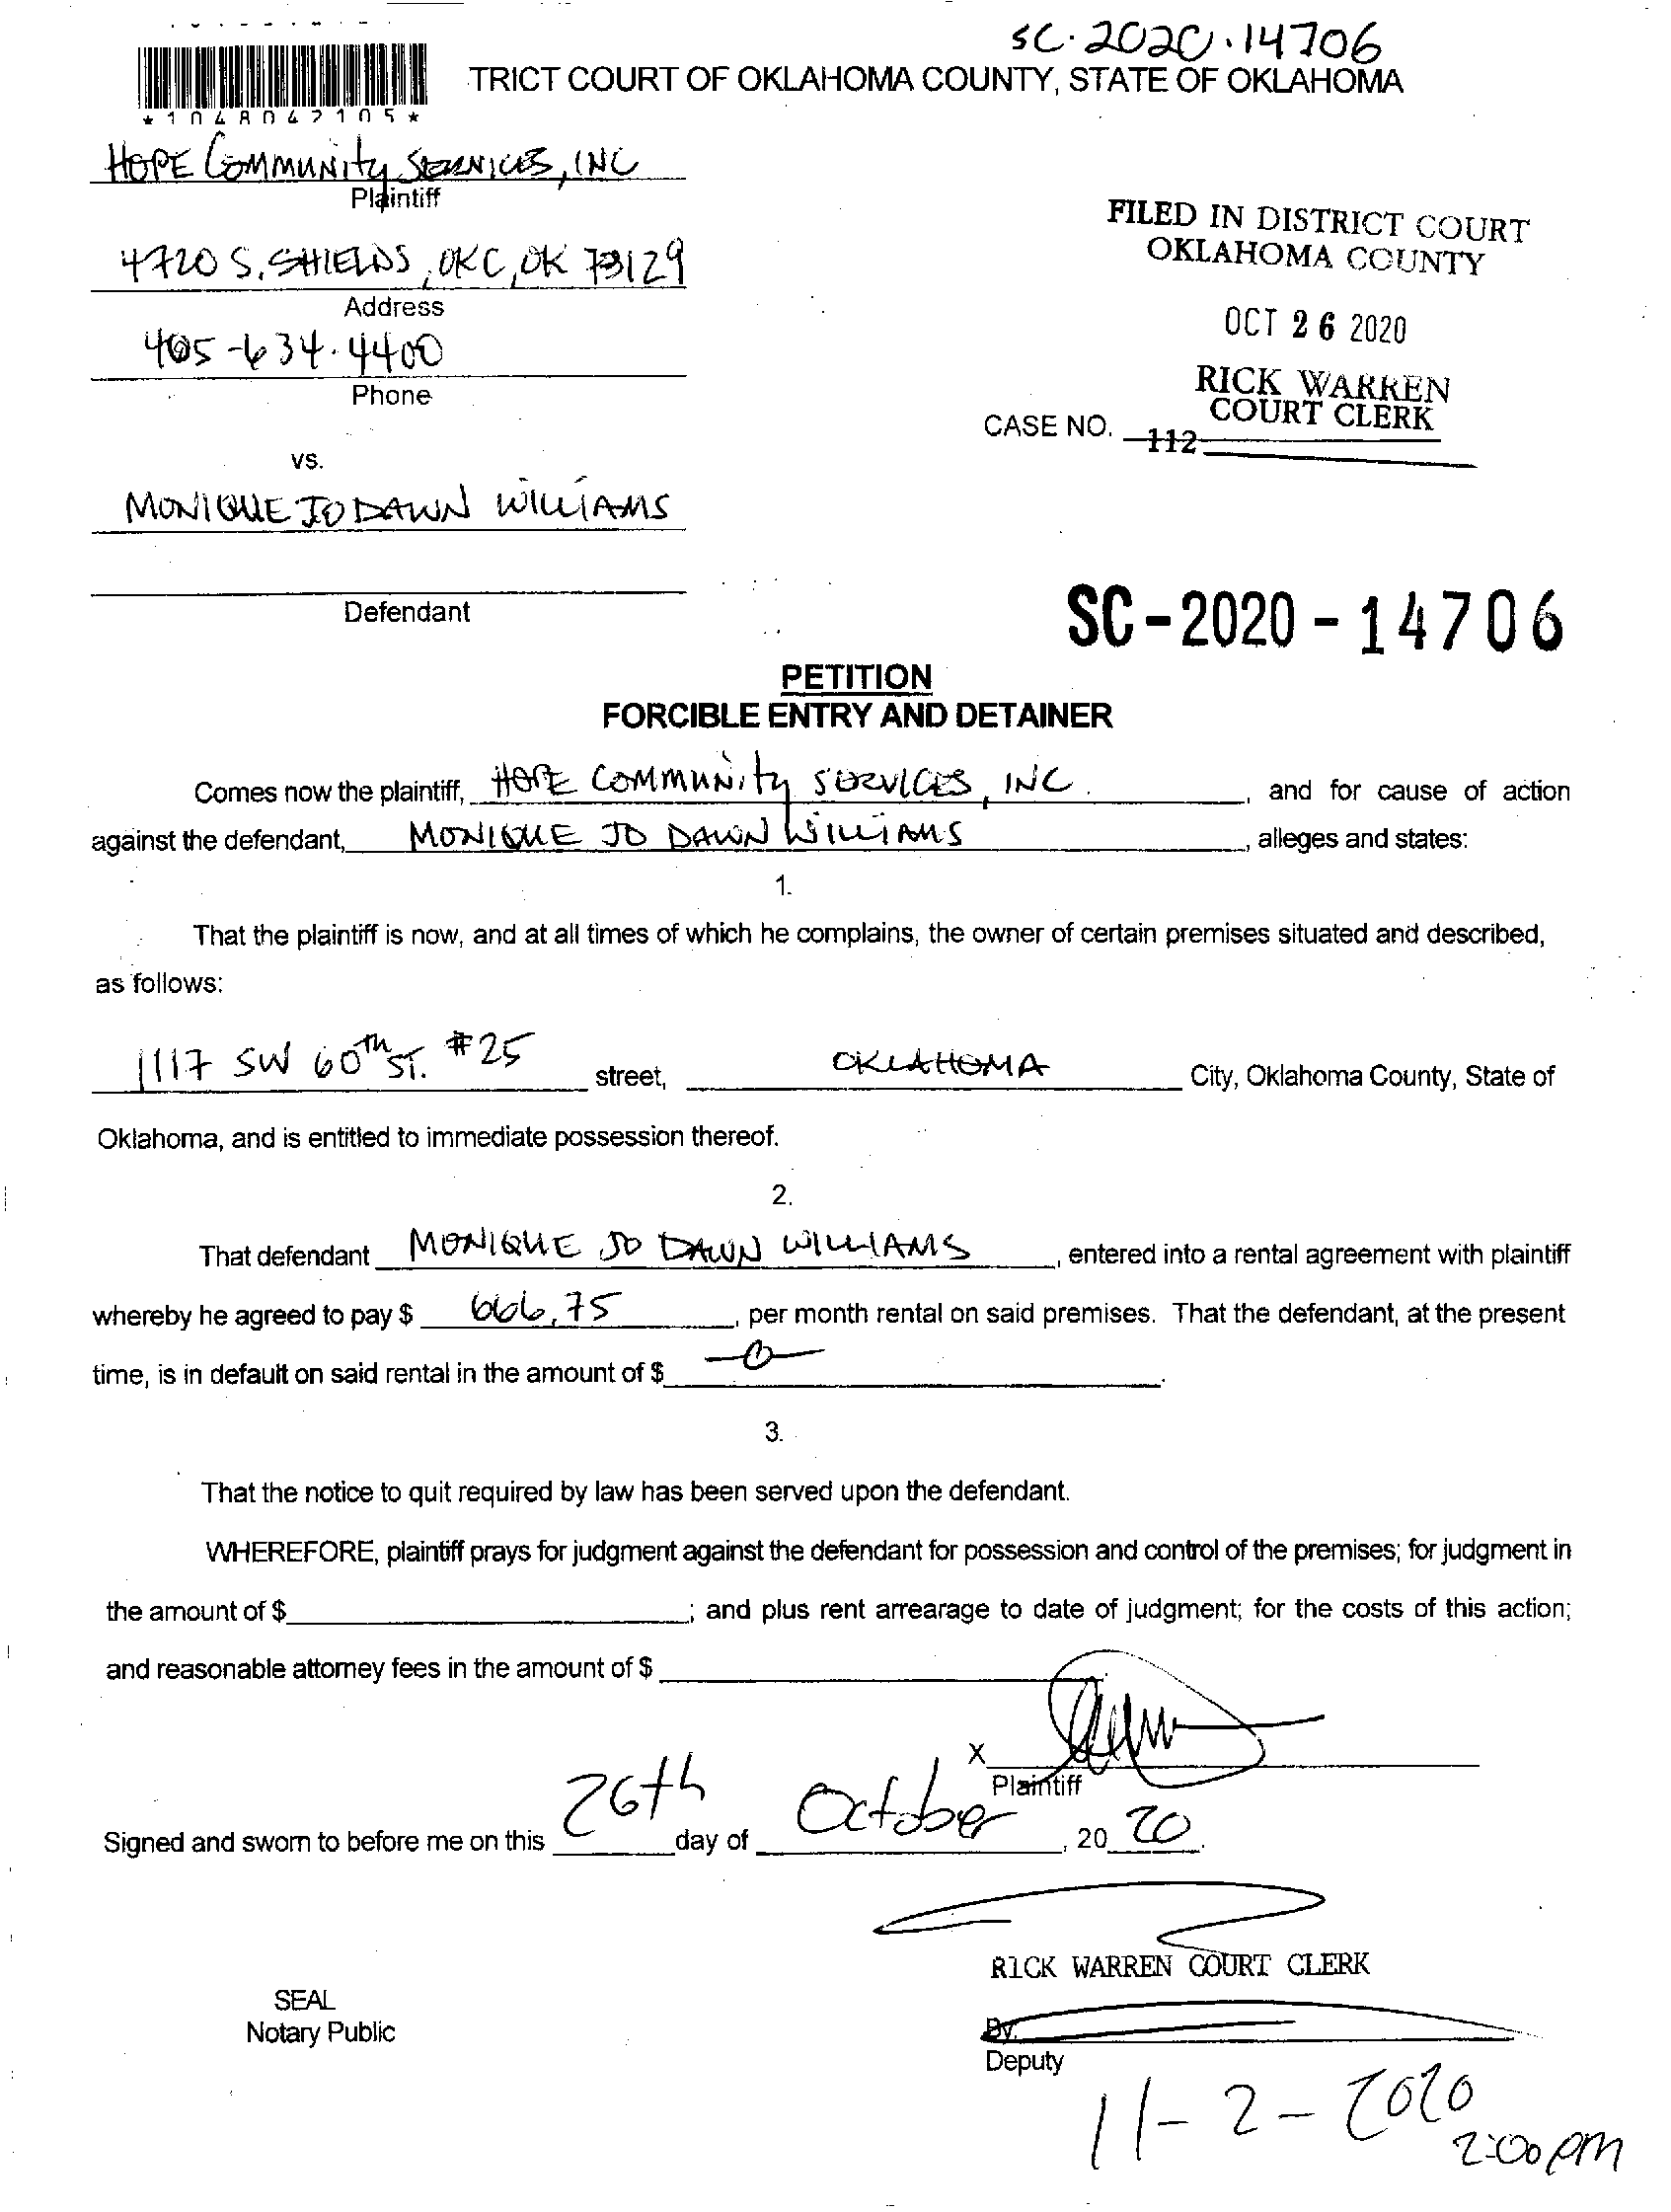 SC-2020-14706
TRICT COURT OF OKLAHOMA COUNTY, STATE OF OKLAHOMA
*1048042105*
HOPE COMMUNITY SERVICES, INC
Plaintiff
FILED IN DISTRICT COURT
OKLAHOMA COUNTY
4720 S. SHIELDS, OKC, OK 73129
Address
OCT 26 2020
405-634-4400
Phone
RICK WARREN
COURT CLERK
CASE NO. 112
vs.
MONIQUE JO DAWN WILLIAMS
Defendant
SC-2020-14706
PETITION
FORCIBLE ENTRY AND DETAINER
Comes now the plaintiff, HOPE COMMUNITY SERVICES, INC. , and for cause of action
against the defendant, MONIQUE JO DAWN WILLIAMS , alleges and states:
1.
That the plaintiff is now, and at all times of which he complains, the owner of certain premises situated and described,
as follows:
1117 SW 60TH ST. #25 street, OKLAHOMA City, Oklahoma County, State of
Oklahoma, and is entitled to immediate possession thereof.
2.
That defendant MONIQUE JO DAWN WILLIAMS , entered into a rental agreement with plaintiff
whereby he agreed to pay $ 666.75 , per month rental on said premises. That the defendant, at the present
time, is in default on said rental in the amount of $ -0- .
3.
That the notice to quit required by law has been served upon the defendant.
WHEREFORE, plaintiff prays for judgment against the defendant for possession and control of the premises; for judgment in
the amount of $ ; and plus rent arrearage to date of judgment; for the costs of this action;
and reasonable attorney fees in the amount of $
X
Plaintiff
Signed and sworn to before me on this 26th day of October , 20 20 .
RICK WARREN COURT CLERK
SEAL
Notary Public
By.
Deputy
11-2-2020
2:00 pm